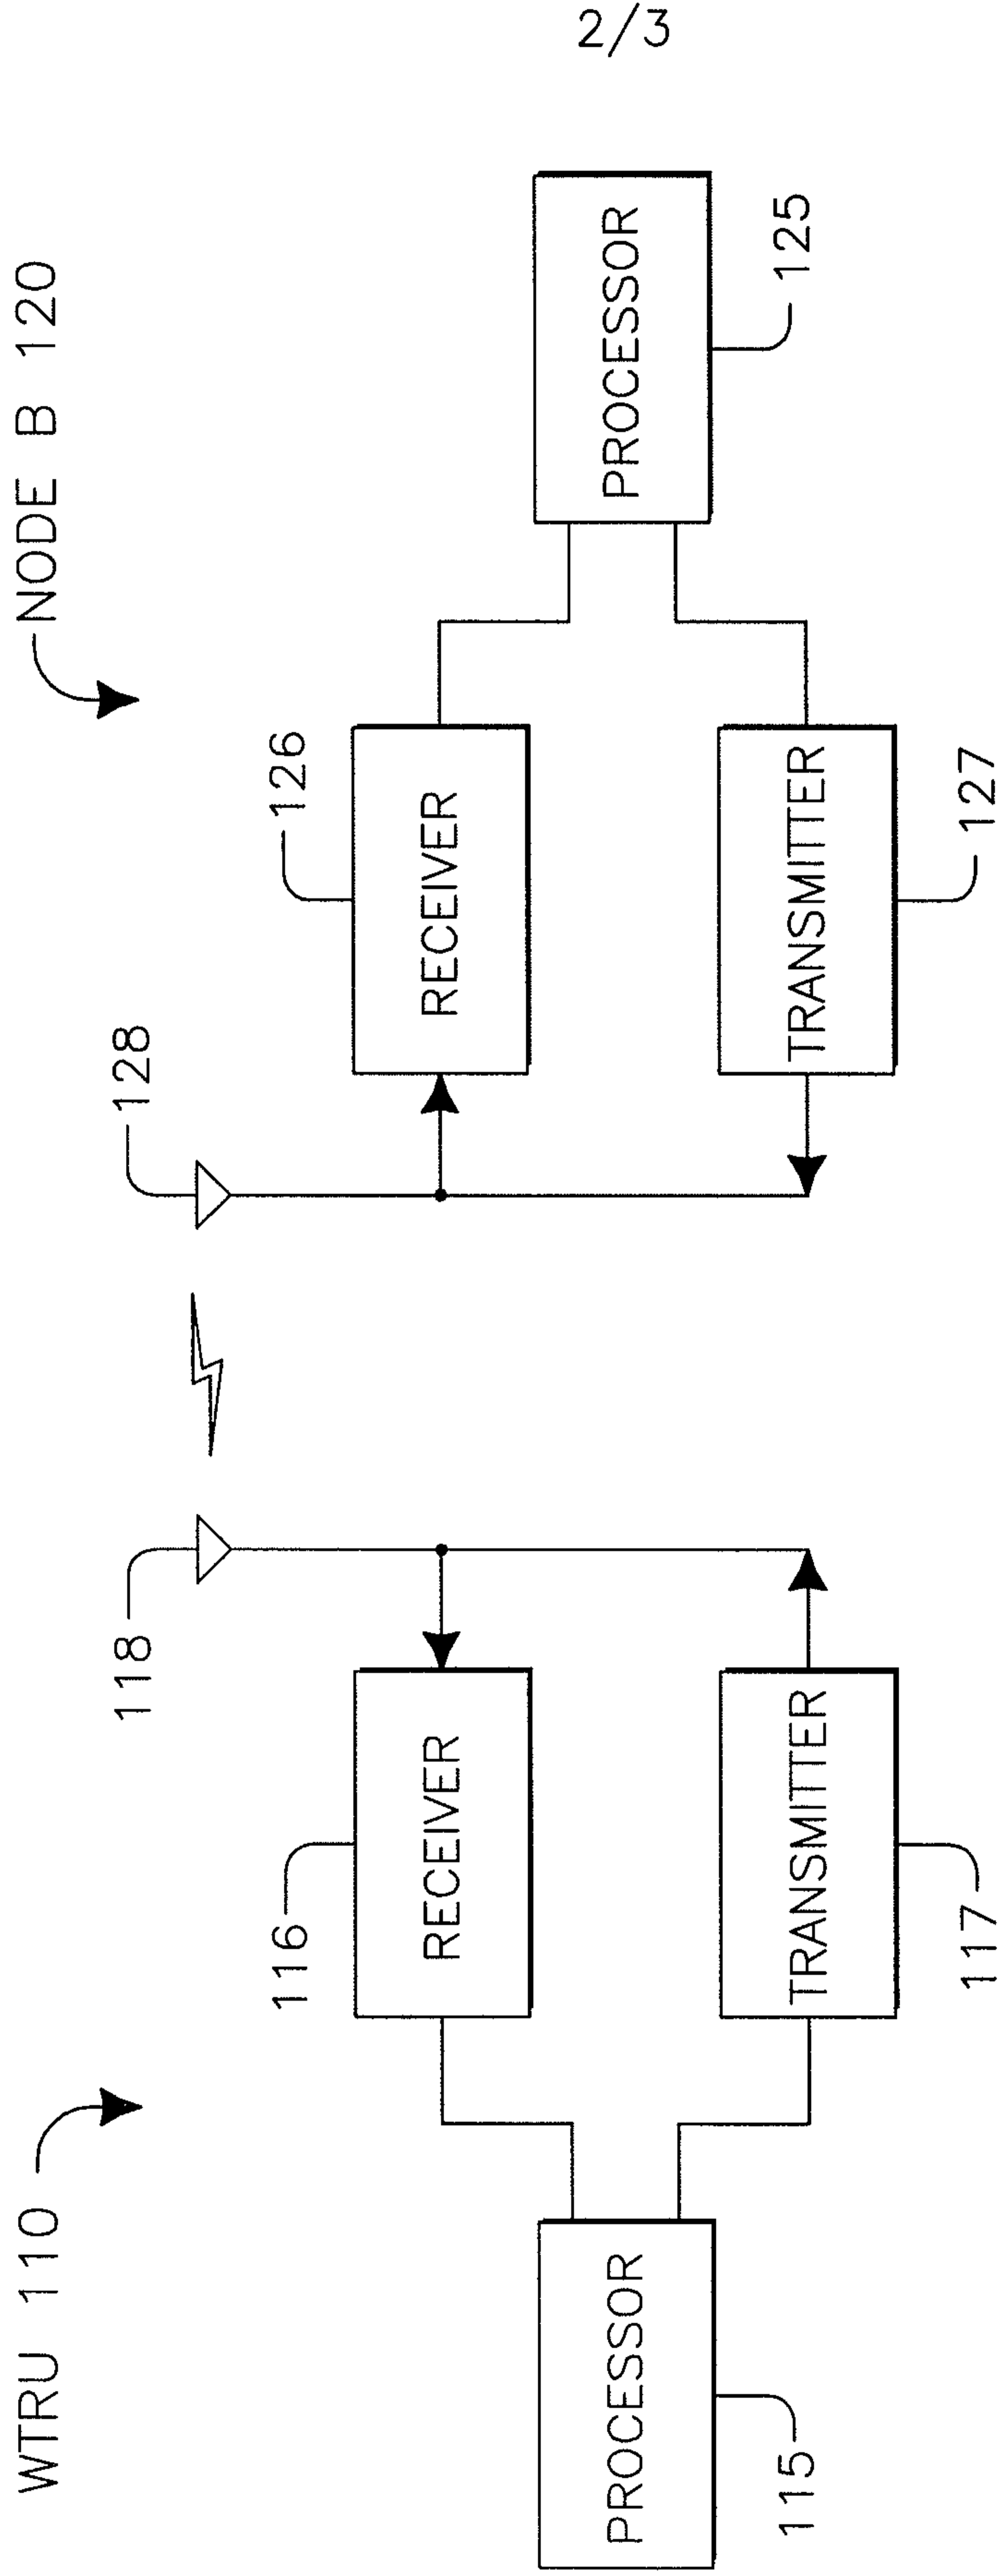 2/3
WTRU 110
NODE B 120
118
128
116
126
RECEIVER
RECEIVER
PROCESSOR
PROCESSOR
115
125
TRANSMITTER
TRANSMITTER
117
127